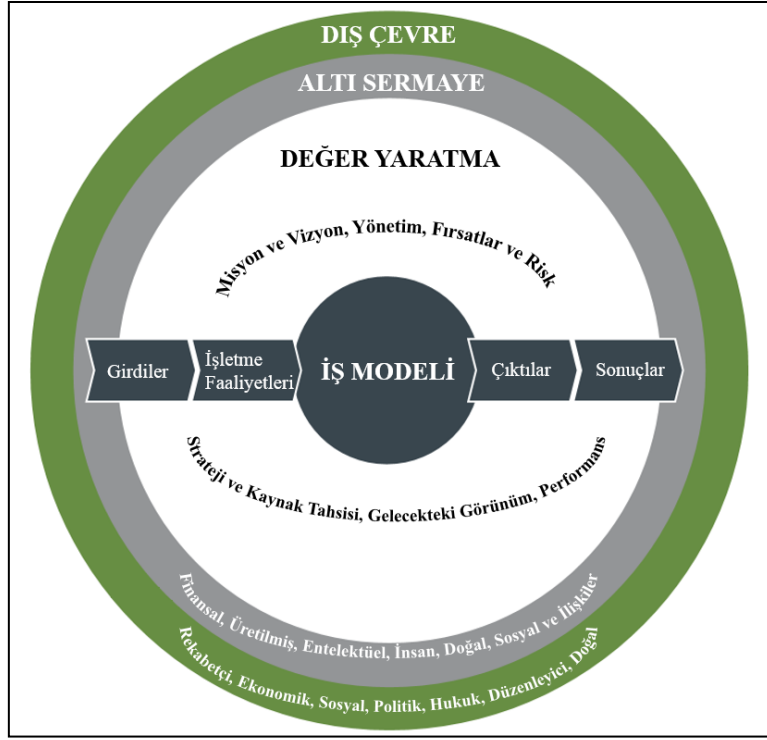 DIŞ ÇEVRE
ALTI SERMAYE
DEĞER YARATMA
Misyon ve Vizyon, Yönetim, Fırsatlar ve Risk
Girdiler
İşletme
Faaliyetleri
İŞ MODELİ
Çıktılar
Sonuçlar
Strateji ve Kaynak Tahsisi, Gelecekteki Görünüm, Performans
Finansal, Üretilmiş, Entelektüel, İnsan, Doğal, Sosyal ve İlişkiler
Rekabetçi, Ekonomik, Sosyal, Politik, Hukuk, Düzenleyici, Doğal